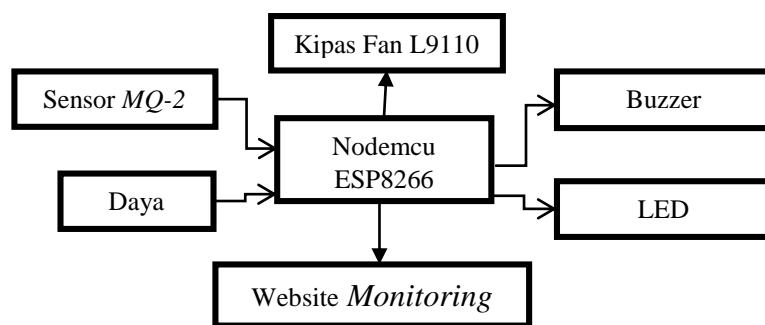 Kipas Fan L9110
Sensor MQ-2
Buzzer
Nodemcu
ESP8266
Daya
LED
Website Monitoring